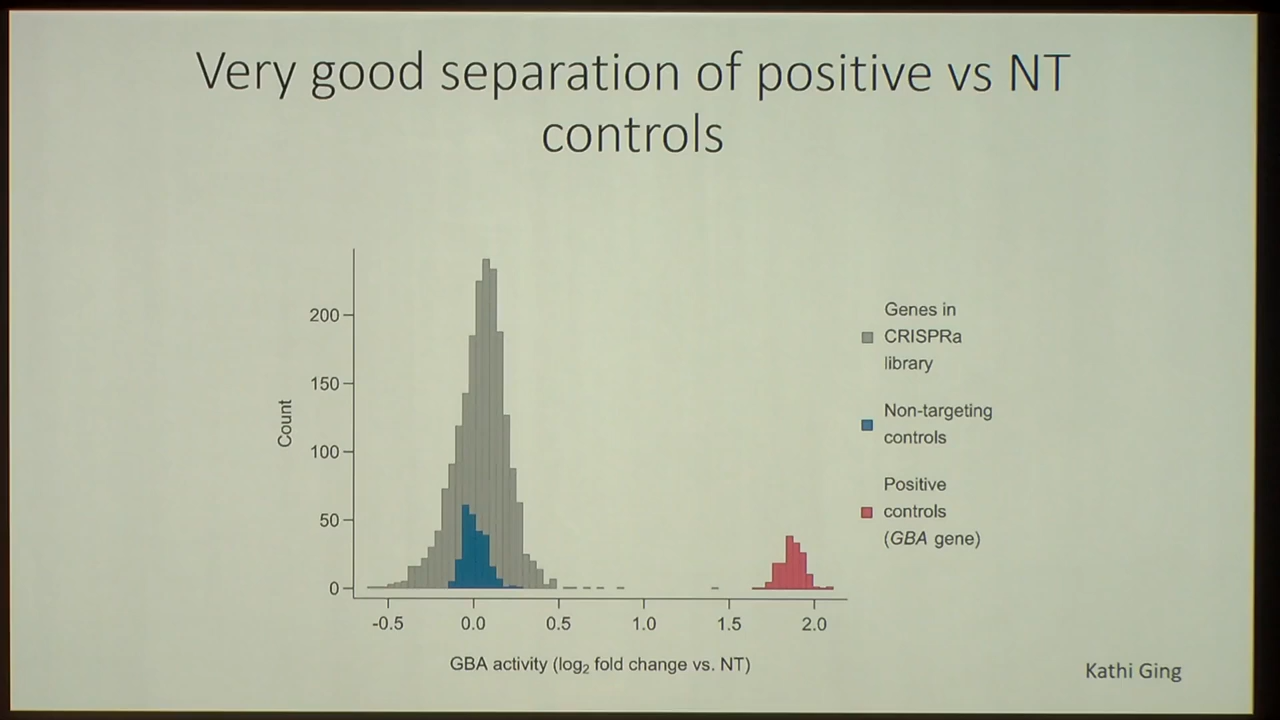 Very good separation of positive vs NT
controls
200
150
100
50
0
Count
-0.5 0.0 0.5 1.0 1.5 2.0
GBA activity (log₂ fold change vs. NT)
Genes in
CRISPRa
library
Non-targeting
controls
Positive
controls
(GBA gene)
Kathi Ging